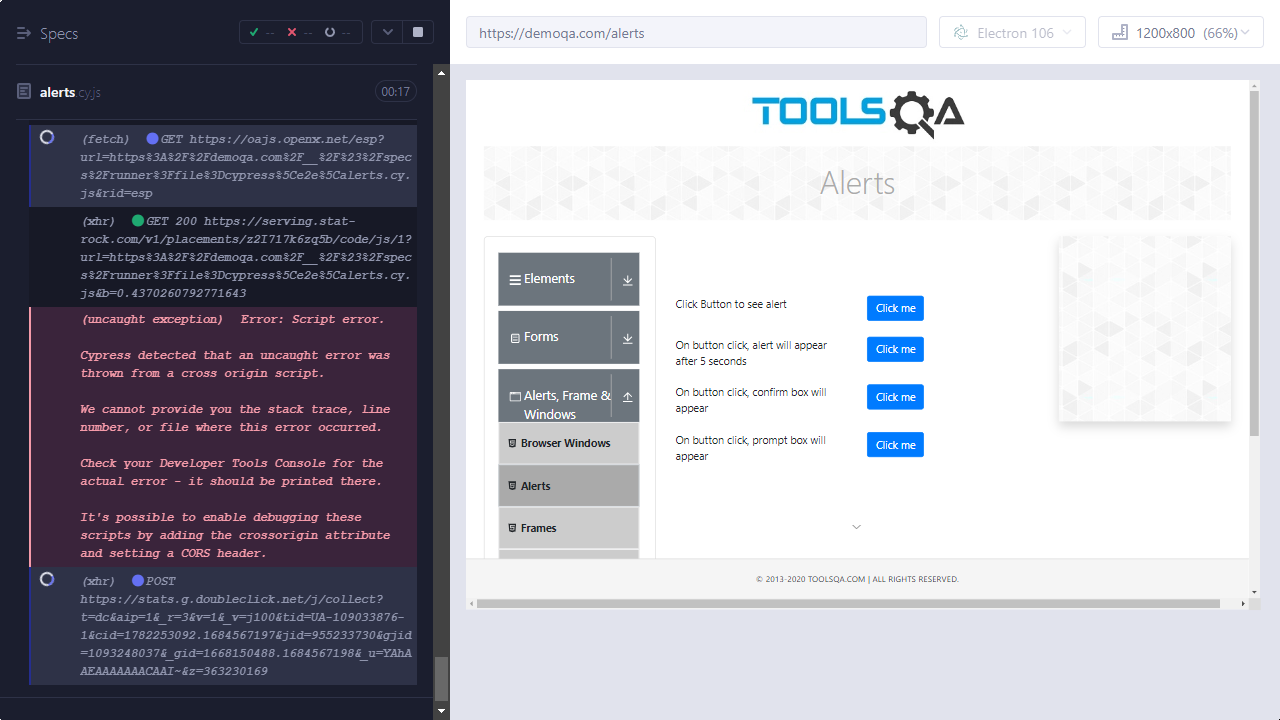 Specs
--
--
--
alerts.cy.js
00:17
(fetch) GET https://oajs.openx.net/esp?
url=https%3A%2F%2Fdemoqa.com%2F__%2F%23%2Fspec
s%2Frunner%3Ffile%3Dcypress%5Ce2e%5Calerts.cy.
js&rid=esp
(xhr) GET 200 https://serving.stat-
rock.com/v1/placements/z2I717k6zq5b/code/js/1?
url=https%3A%2F%2Fdemoqa.com%2F__%2F%23%2Fspec
s%2Frunner%3Ffile%3Dcypress%5Ce2e%5Calerts.cy.
js&b=0.4370260792771643
(uncaught exception) Error: Script error.
Cypress detected that an uncaught error was
thrown from a cross origin script.
We cannot provide you the stack trace, line
number, or file where this error occurred.
Check your Developer Tools Console for the
actual error - it should be printed there.
It's possible to enable debugging these
scripts by adding the crossorigin attribute
and setting a CORS header.
(xhr) POST
https://stats.g.doubleclick.net/j/collect?
t=dc&aip=1&_r=3&v=1&_v=j100&tid=UA-109033876-
1&cid=1782253092.1684567197&jid=955233730&gjid
=1093248037&_gid=1668150488.1684567198&_u=YAhA
AEAAAAAAACAAI~&z=363230169
https://demoqa.com/alerts
Electron 106
1200x800 (66%)
TOOLSQA
Alerts
Elements
Forms
Alerts, Frame &
Windows
Browser Windows
Alerts
Frames
Click Button to see alert
Click me
On button click, alert will appear
after 5 seconds
Click me
On button click, confirm box will
appear
Click me
On button click, prompt box will
appear
Click me
© 2013-2020 TOOLSQA.COM | ALL RIGHTS RESERVED.